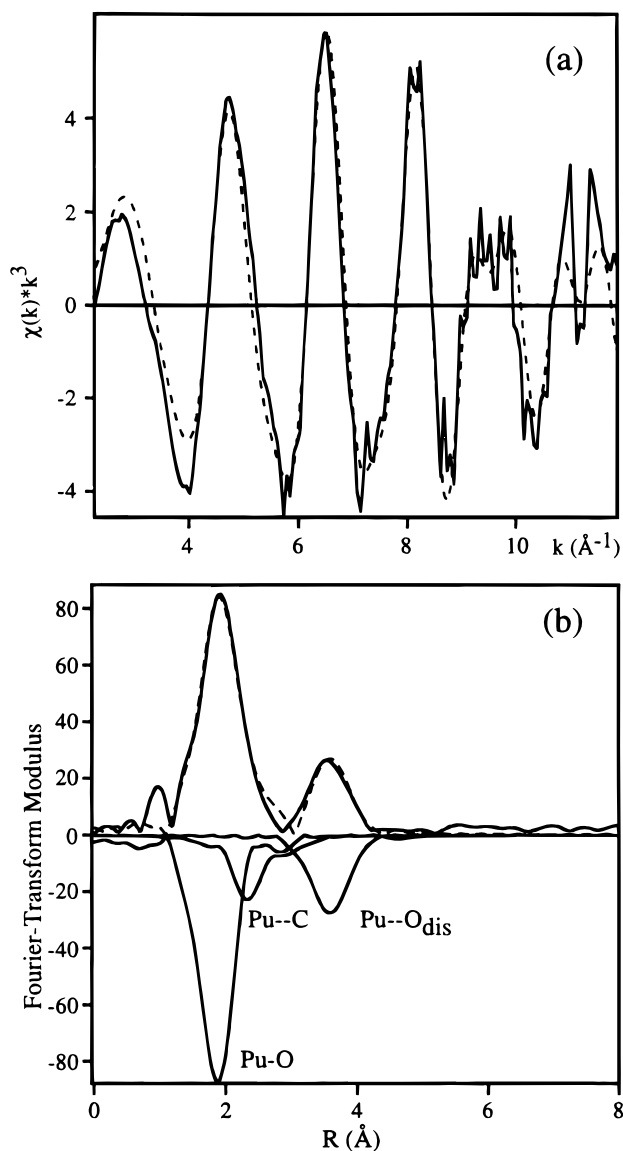 (a)
4
2
0
-2
-4
χ(k)*k³
4
6
8
10
k (Å⁻¹)
(b)
80
60
40
20
0
-20
-40
-60
-80
Fourier-Transform Modulus
Pu--C
Pu--O_dis
Pu-O
0
2
4
6
8
R (Å)